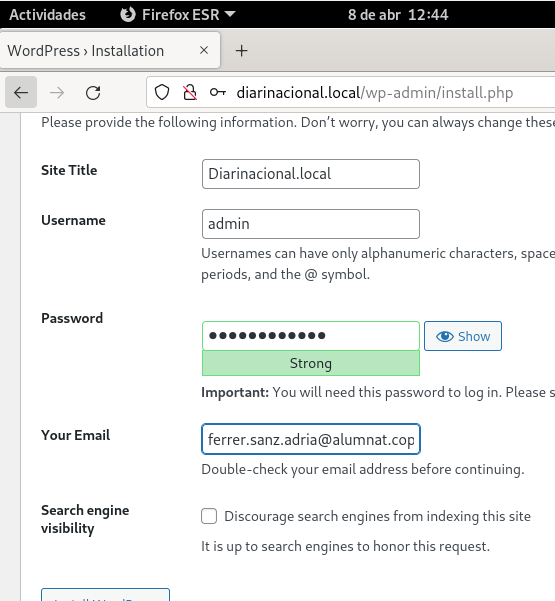 Actividades Firefox ESR 8 de abr 12:44
WordPress › Installation × +
diarinacional.local/wp-admin/install.php
Please provide the following information. Don’t worry, you can always change these
Site Title Diarinacional.local
Username admin
Usernames can have only alphanumeric characters, space
periods, and the @ symbol.
Password ●●●●●●●●●●●● Show
Strong
Important: You will need this password to log in. Please s
Your Email ferrer.sanz.adria@alumnat.cop
Double-check your email address before continuing.
Search engine
visibility
Discourage search engines from indexing this site
It is up to search engines to honor this request.